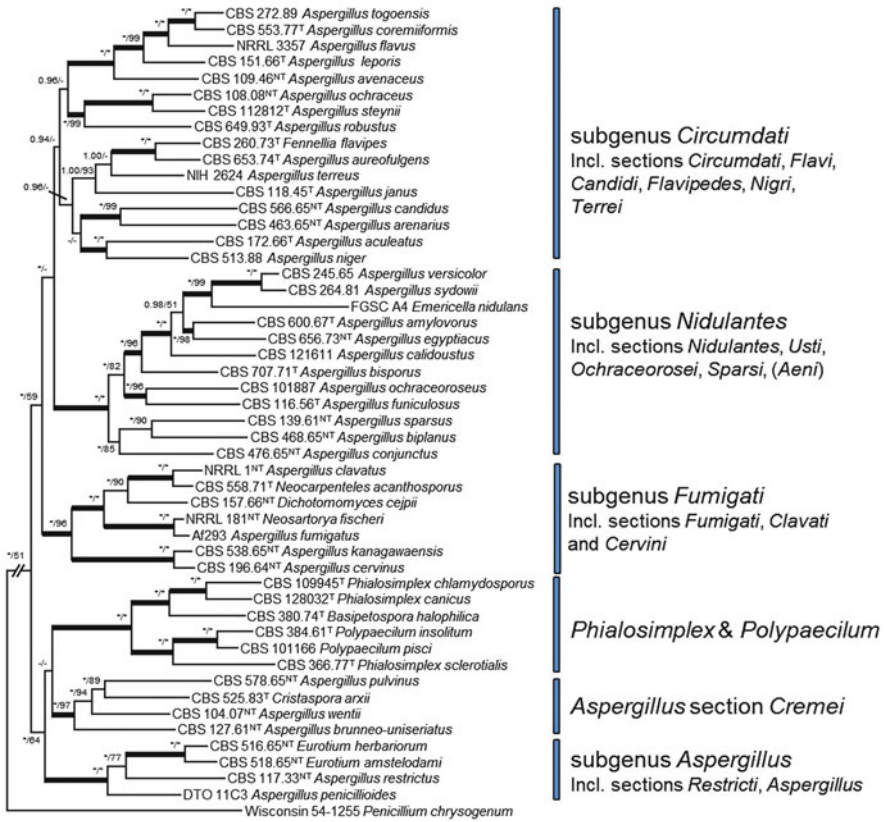 CBS 272.89 Aspergillus togoensis
CBS 553.77T Aspergillus coremiiformis
NRRL 3357 Aspergillus flavus
CBS 151.66T Aspergillus leporis
CBS 109.46NT Aspergillus avenaceus
CBS 108.08NT Aspergillus ochraceus
CBS 112812T Aspergillus steynii
CBS 649.93T Aspergillus robustus
CBS 260.73T Fennellia flavipes
CBS 653.74T Aspergillus aureofulgens
NIH 2624 Aspergillus terreus
CBS 118.45T Aspergillus janus
CBS 566.65NT Aspergillus candidus
CBS 463.65NT Aspergillus arenarius
CBS 172.66T Aspergillus aculeatus
CBS 513.88 Aspergillus niger
*/*
*/*
*/99
*/*
0.96/-
*/*
*/99
0.94/-
*/*
1.00/-
1.00/93
0.96/-
*/99
-/-
*/*
subgenus Circumdati
Incl. sections Circumdati, Flavi,
Candidi, Flavipedes, Nigri,
Terrei
CBS 245.65 Aspergillus versicolor
CBS 264.81 Aspergillus sydowii
FGSC A4 Emericella nidulans
CBS 600.67T Aspergillus amylovorus
CBS 656.73NT Aspergillus egyptiacus
CBS 121611 Aspergillus calidoustus
CBS 707.71T Aspergillus bisporus
CBS 101887 Aspergillus ochraceoroseus
CBS 116.56T Aspergillus funiculosus
CBS 139.61NT Aspergillus sparsus
CBS 468.65NT Aspergillus biplanus
CBS 476.65NT Aspergillus conjunctus
*/-
*/*
*/99
0.98/51
*/*
*/98
*/96
*/82
*/96
*/*
*/90
*/85
subgenus Nidulantes
Incl. sections Nidulantes, Usti,
Ochraceorosei, Sparsi, (Aeni)
*/59
NRRL 1NT Aspergillus clavatus
CBS 558.71T Neocarpenteles acanthosporus
CBS 157.66NT Dichotomomyces cejpii
NRRL 181NT Neosartorya fischeri
Af293 Aspergillus fumigatus
CBS 538.65NT Aspergillus kanagawaensis
CBS 196.64NT Aspergillus cervinus
*/*
*/90
*/*
*/*
*/96
*/*
subgenus Fumigati
Incl. sections Fumigati, Clavati
and Cervini
*/51
CBS 109945T Phialosimplex chlamydosporus
CBS 128032T Phialosimplex canicus
CBS 380.74T Basipetospora halophilica
CBS 384.61T Polypaecilum insolitum
CBS 101166 Polypaecilum pisci
CBS 366.77T Phialosimplex sclerotialis
*/*
*/*
*/*
*/*
*/*
-/-
Phialosimplex & Polypaecilum
CBS 578.65NT Aspergillus pulvinus
CBS 525.83T Cristaspora arxii
CBS 104.07NT Aspergillus wentii
CBS 127.61NT Aspergillus brunneo-uniseriatus
*/89
*/94
*/97
*/64
Aspergillus section Cremei
CBS 516.65NT Eurotium herbariorum
CBS 518.65NT Eurotium amstelodami
CBS 117.33NT Aspergillus restrictus
DTO 11C3 Aspergillus penicillioides
*/*
*/77
*/*
subgenus Aspergillus
Incl. sections Restricti, Aspergillus
Wisconsin 54-1255 Penicillium chrysogenum